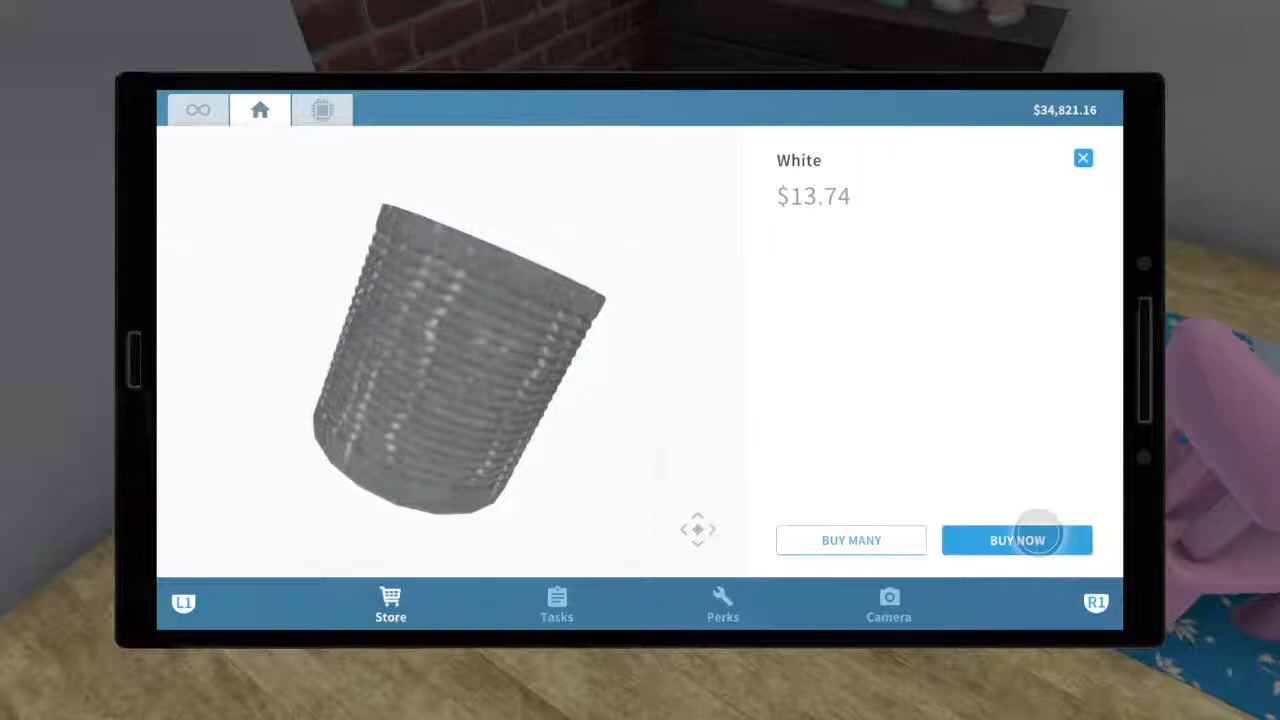 $34,821.16
White
$13.74
BUY MANY
BUY NOW
L1
Store
Tasks
Perks
Camera
R1